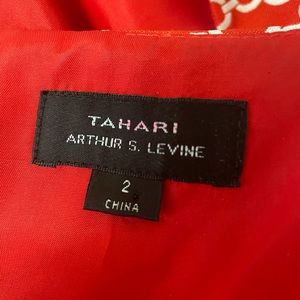 TAHARI
ARTHUR S. LEVINE
2
CHINA